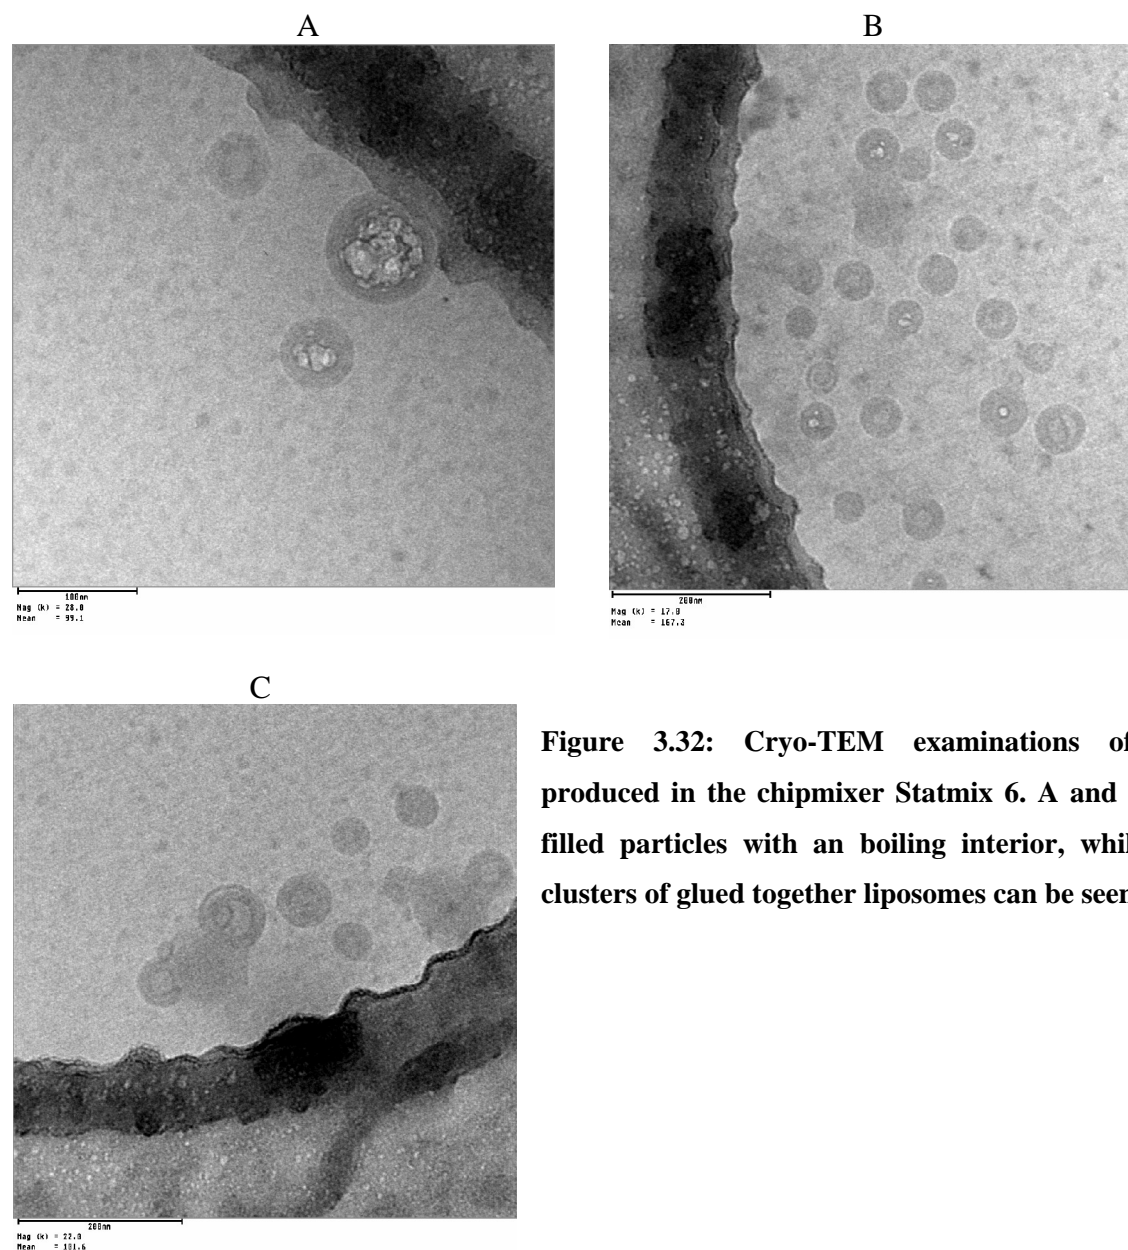 A
B
100nm
Mag (k) = 28.0
Mean = 99.1
200nm
Mag (k) = 17.0
Mean = 167.3
C
Figure 3.32: Cryo-TEM examinations of
produced in the chipmixer Statmix 6. A and
filled particles with an boiling interior, whil
clusters of glued together liposomes can be seen
200nm
Mag (k) = 22.0
Mean = 181.6